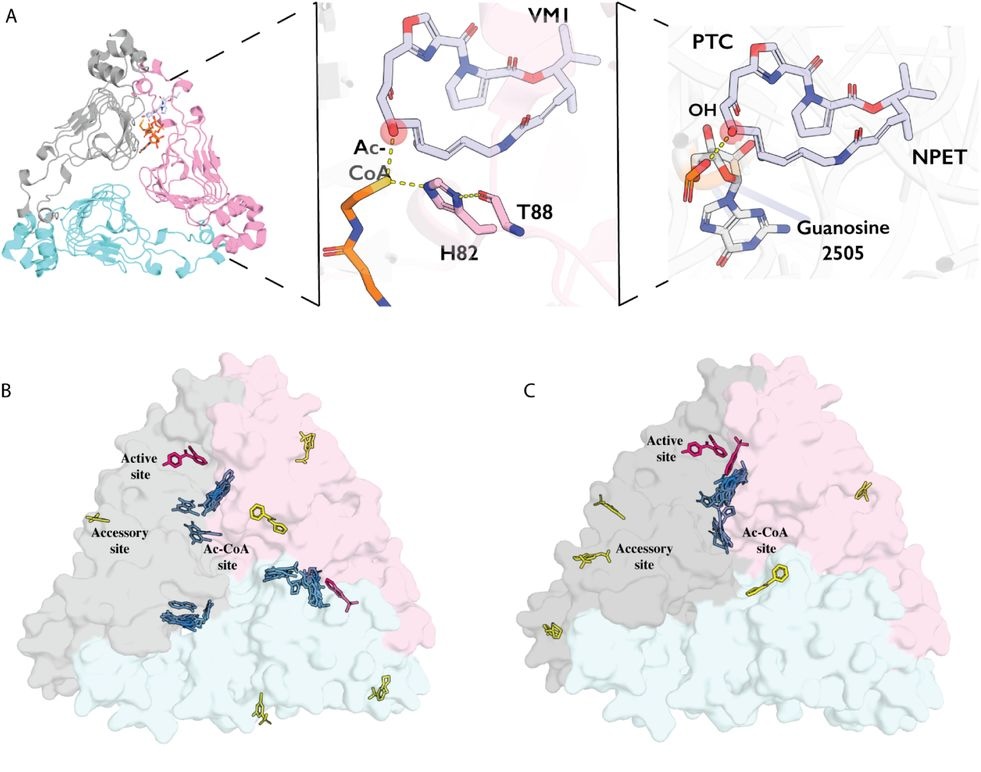 A
VM1
Ac-
CoA
H82
T88
PTC
OH
NPET
Guanosine
2505
B
Active
site
Accessory
site
Ac-CoA
site
C
Active
site
Accessory
site
Ac-CoA
site